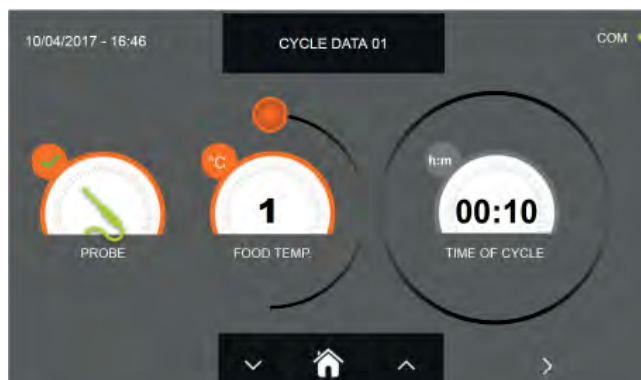 10/04/2017 - 16:46
CYCLE DATA 01
COM
°C
h:m
1
00:10
PROBE
FOOD TEMP.
TIME OF CYCLE